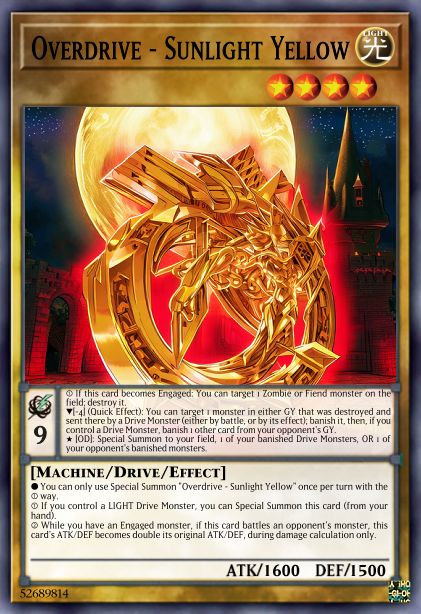 OVERDRIVE - SUNLIGHT YELLOW
LIGHT
光
① If this card becomes Engaged: You can target 1 Zombie or Fiend monster on the
field; destroy it.
▼[-4] (Quick Effect): You can target 1 monster in either GY that was destroyed and
sent there by a Drive Monster (either by battle, or by its effect); banish it, then, if you
control a Drive Monster, banish 1 other card from your opponent's GY.
★ [OD]: Special Summon to your field, 1 of your banished Drive Monsters, OR 1 of
your opponent's banished monsters.
9
[MACHINE/DRIVE/EFFECT]
● You can only use Special Summon "Overdrive - Sunlight Yellow" once per turn with the
① way.
① If you control a LIGHT Drive Monster, you can Special Summon this card (from your
hand).
② While you have an Engaged monster, if this card battles an opponent's monster, this
card's ATK/DEF becomes double its original ATK/DEF, during damage calculation only.
ATK/1600 DEF/1500
52689814